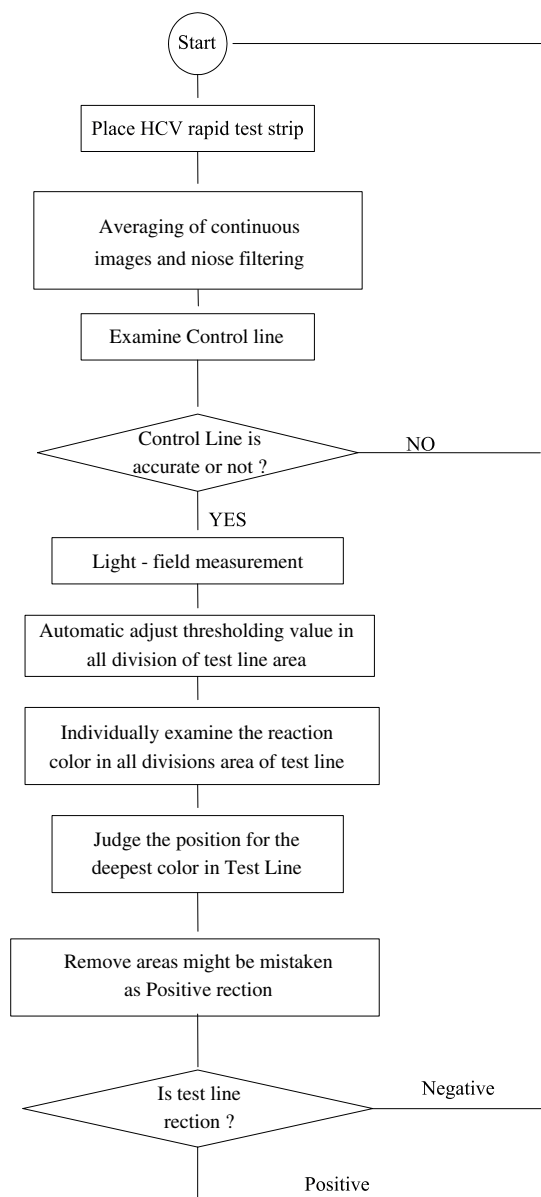 Start
Place HCV rapid test strip
Averaging of continuous
images and niose filtering
Examine Control line
Control Line is
accurate or not ?
NO
YES
Light - field measurement
Automatic adjust thresholding value in
all division of test line area
Individually examine the reaction
color in all divisions area of test line
Judge the position for the
deepest color in Test Line
Remove areas might be mistaken
as Positive rection
Is test line
rection ?
Negative
Positive